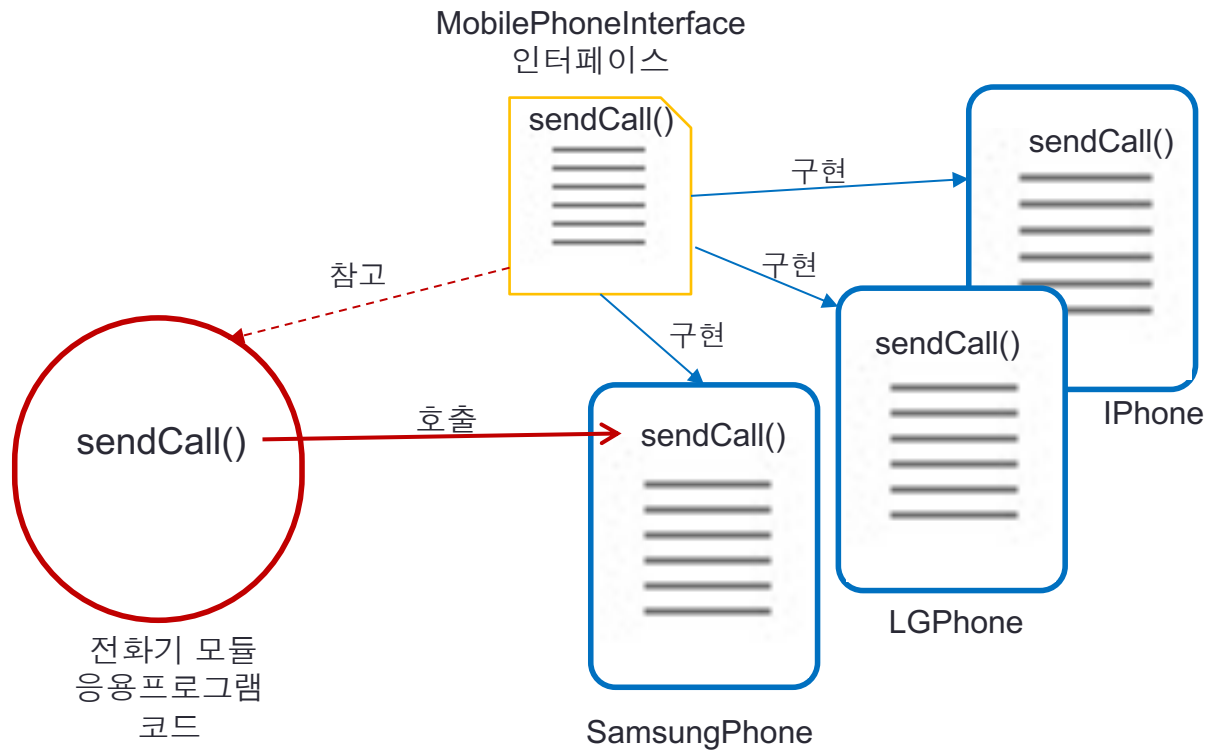 MobilePhoneInterface
인터페이스
sendCall()
sendCall()
구현
구현
참고
구현
sendCall()
IPhone
호출
sendCall()
sendCall()
LGPhone
전화기 모듈
응용프로그램
코드
SamsungPhone